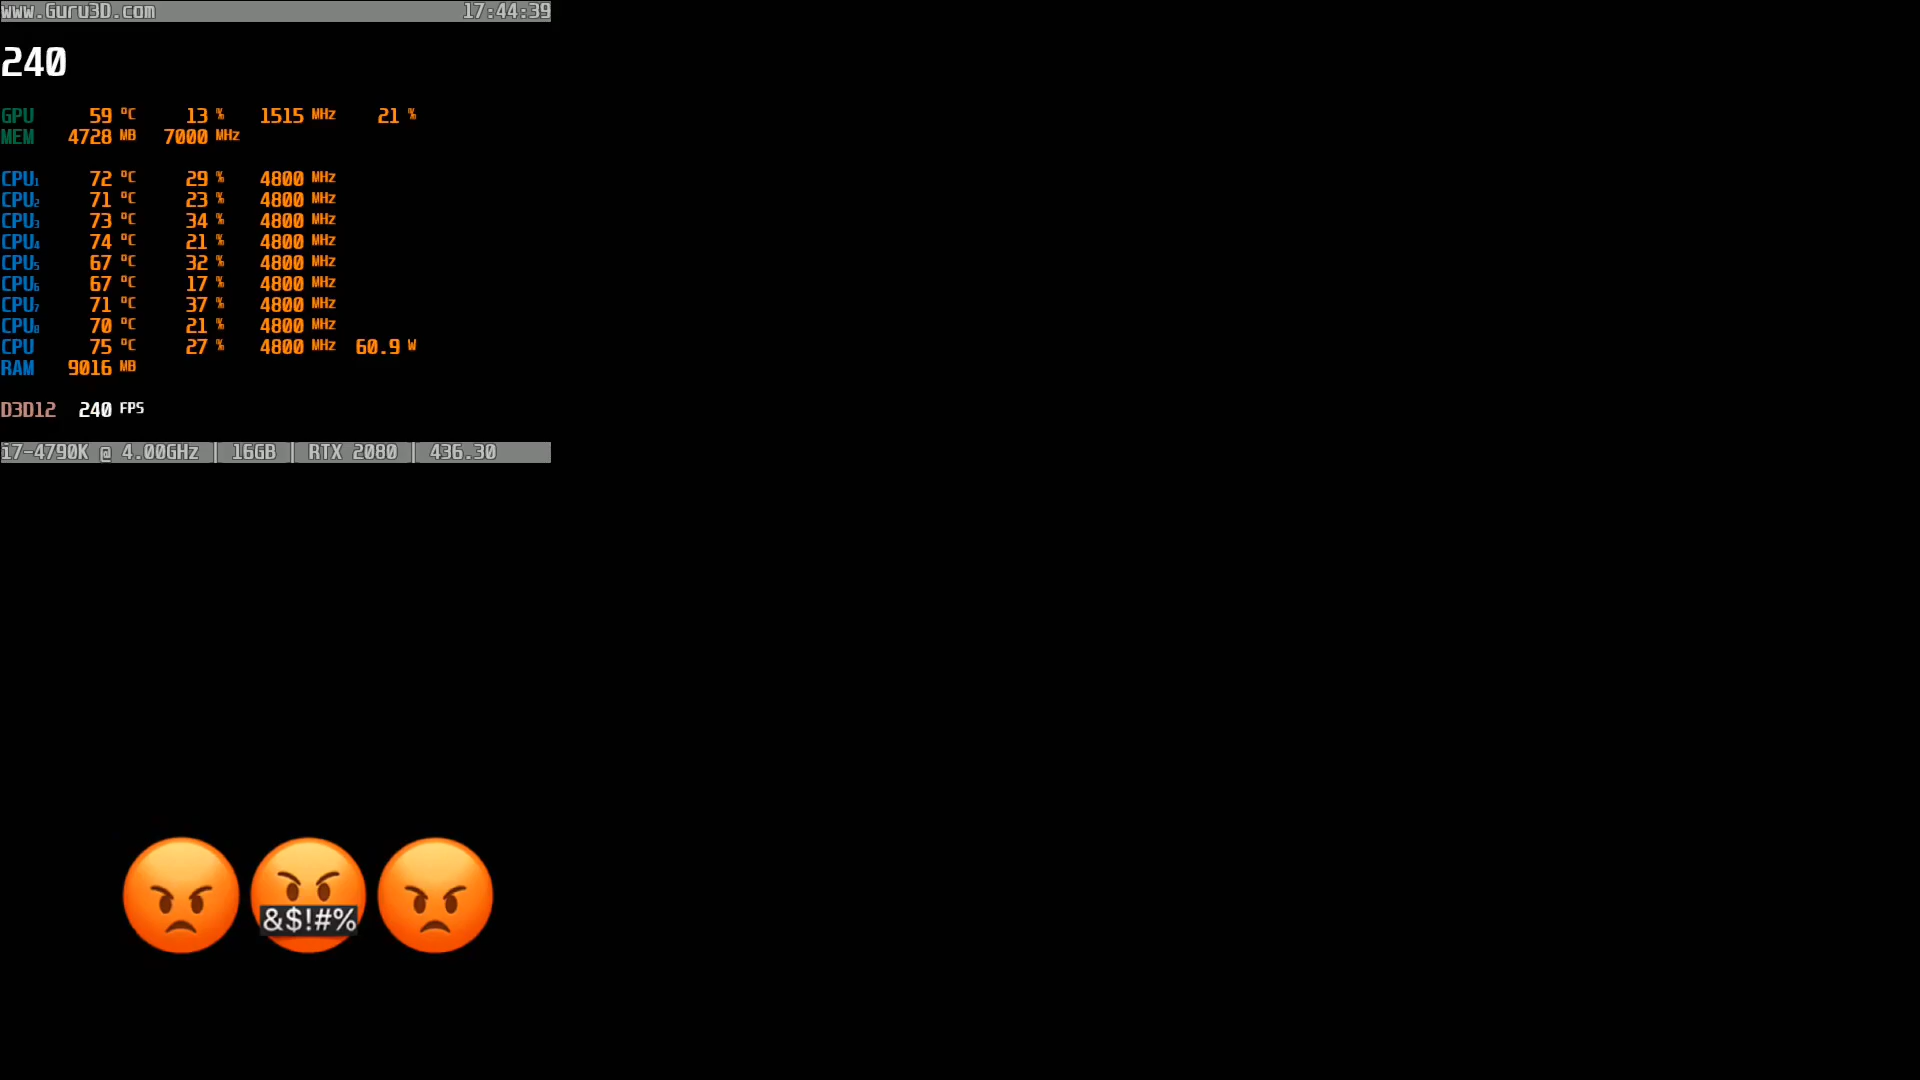 www.Guru3D.com 17:44:39
240
GPU 59 °C 13 % 1515 MHz 21 %
MEM 4728 MB 7000 MHz
CPU1 72 °C 29 % 4800 MHz
CPU2 71 °C 23 % 4800 MHz
CPU3 73 °C 34 % 4800 MHz
CPU4 74 °C 21 % 4800 MHz
CPU5 67 °C 32 % 4800 MHz
CPU6 67 °C 17 % 4800 MHz
CPU7 71 °C 37 % 4800 MHz
CPU8 70 °C 21 % 4800 MHz
CPU 75 °C 27 % 4800 MHz 60.9 W
RAM 9016 MB
D3D12 240 FPS
i7-4790K @ 4.00GHz | 16GB | RTX 2080 | 436.30
&$!#%